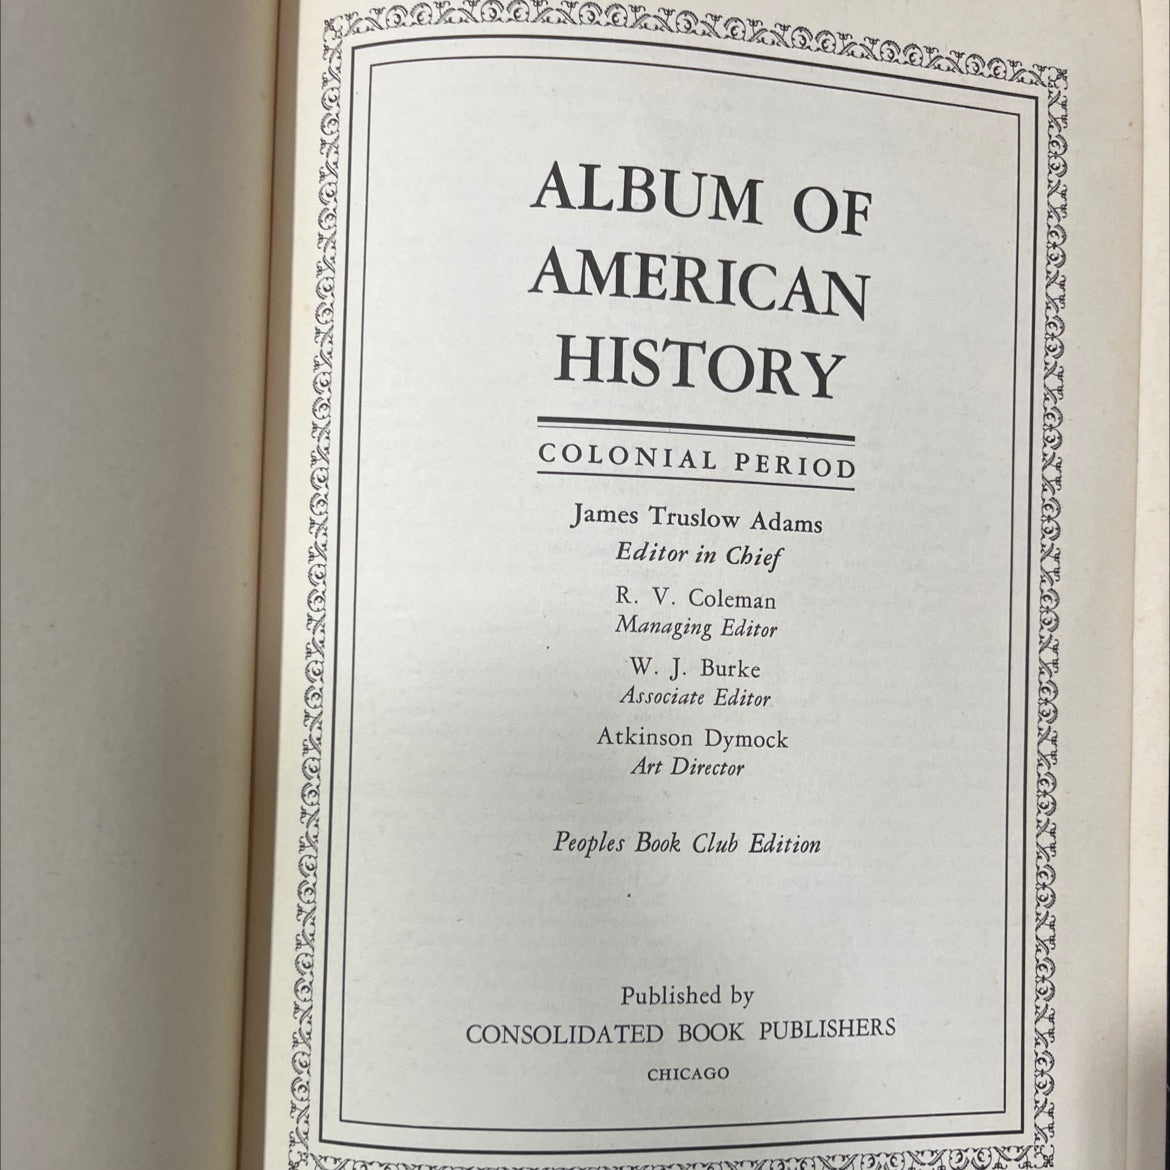 ALBUM OF
AMERICAN
HISTORY
COLONIAL PERIOD
James Truslow Adams
Editor in Chief
R. V. Coleman
Managing Editor
W. J. Burke
Associate Editor
Atkinson Dymock
Art Director
Peoples Book Club Edition
Published by
CONSOLIDATED BOOK PUBLISHERS
CHICAGO